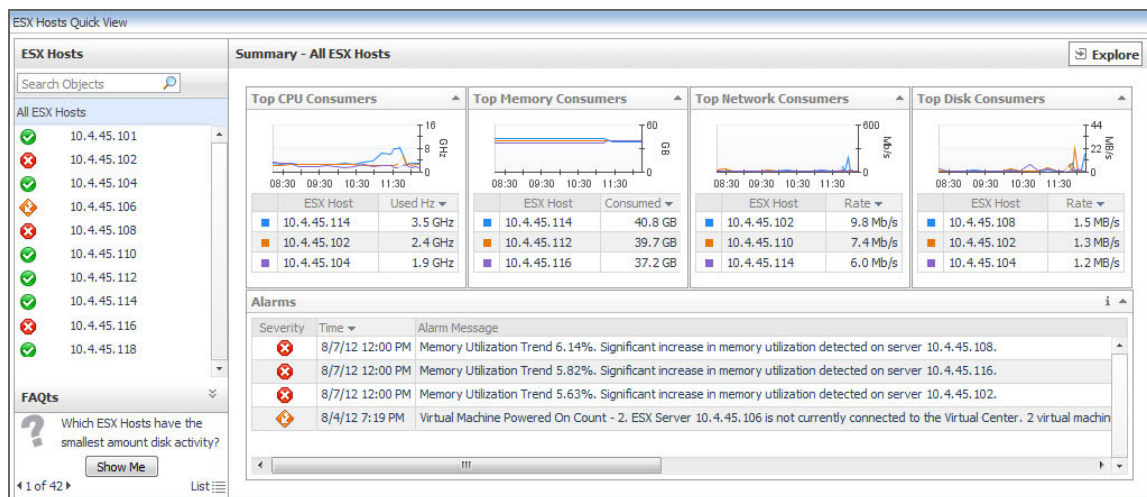 ESX Hosts Quick View
ESX Hosts
Search Objects
All ESX Hosts
10.4.45.101
10.4.45.102
10.4.45.104
10.4.45.106
10.4.45.108
10.4.45.110
10.4.45.112
10.4.45.114
10.4.45.116
10.4.45.118
FAQts
?
Which ESX Hosts have the
smallest amount disk activity?
Show Me
1 of 42
List
Summary - All ESX Hosts
Explore
Top CPU Consumers
16
8
0
GHz
08:30 09:30 10:30 11:30
ESX Host Used Hz
10.4.45.114 3.5 GHz
10.4.45.102 2.4 GHz
10.4.45.104 1.9 GHz
Top Memory Consumers
60
0
GB
08:30 09:30 10:30 11:30
ESX Host Consumed
10.4.45.114 40.8 GB
10.4.45.112 39.7 GB
10.4.45.116 37.2 GB
Top Network Consumers
600
0
Mb/s
08:30 09:30 10:30 11:30
ESX Host Rate
10.4.45.102 9.8 Mb/s
10.4.45.110 7.4 Mb/s
10.4.45.114 6.0 Mb/s
Top Disk Consumers
44
22
0
MB/s
08:30 09:30 10:30 11:30
ESX Host Rate
10.4.45.108 1.5 MB/s
10.4.45.102 1.3 MB/s
10.4.45.104 1.2 MB/s
Alarms
i
Severity Time Alarm Message
8/7/12 12:00 PM Memory Utilization Trend 6.14%. Significant increase in memory utilization detected on server 10.4.45.108.
8/7/12 12:00 PM Memory Utilization Trend 5.82%. Significant increase in memory utilization detected on server 10.4.45.116.
8/7/12 12:00 PM Memory Utilization Trend 5.63%. Significant increase in memory utilization detected on server 10.4.45.102.
8/4/12 7:19 PM Virtual Machine Powered On Count - 2. ESX Server 10.4.45.106 is not currently connected to the Virtual Center. 2 virtual machin